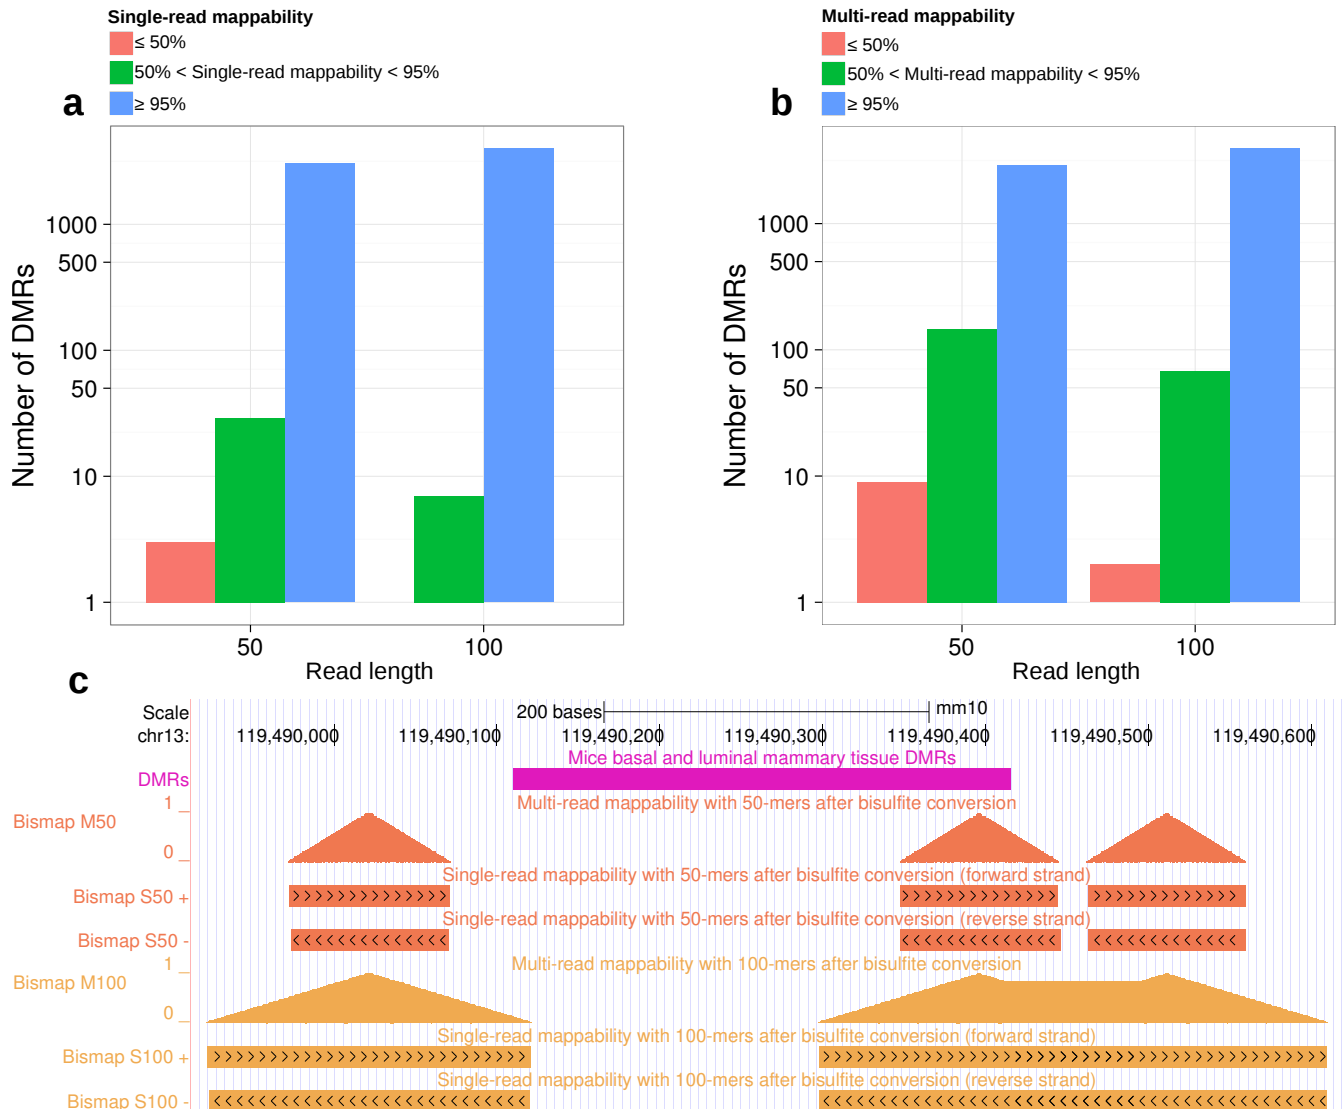 Single-read mappability
≤ 50%
50% < Single-read mappability < 95%
≥ 95%
a
Number of DMRs
1000
500
100
50
10
1
50 100
Read length
Multi-read mappability
≤ 50%
50% < Multi-read mappability < 95%
≥ 95%
b
Number of DMRs
1000
500
100
50
10
1
50 100
Read length
c
Scale 200 bases mm10
chr13: 119,490,000 119,490,100 119,490,200 119,490,300 119,490,400 119,490,500 119,490,600
Mice basal and luminal mammary tissue DMRs
DMRs
Multi-read mappability with 50-mers after bisulfite conversion
1
Bismap M50
0
Single-read mappability with 50-mers after bisulfite conversion (forward strand)
Bismap S50 +
Single-read mappability with 50-mers after bisulfite conversion (reverse strand)
Bismap S50 -
Multi-read mappability with 100-mers after bisulfite conversion
1
Bismap M100
0
Single-read mappability with 100-mers after bisulfite conversion (forward strand)
Bismap S100 +
Single-read mappability with 100-mers after bisulfite conversion (reverse strand)
Bismap S100 -